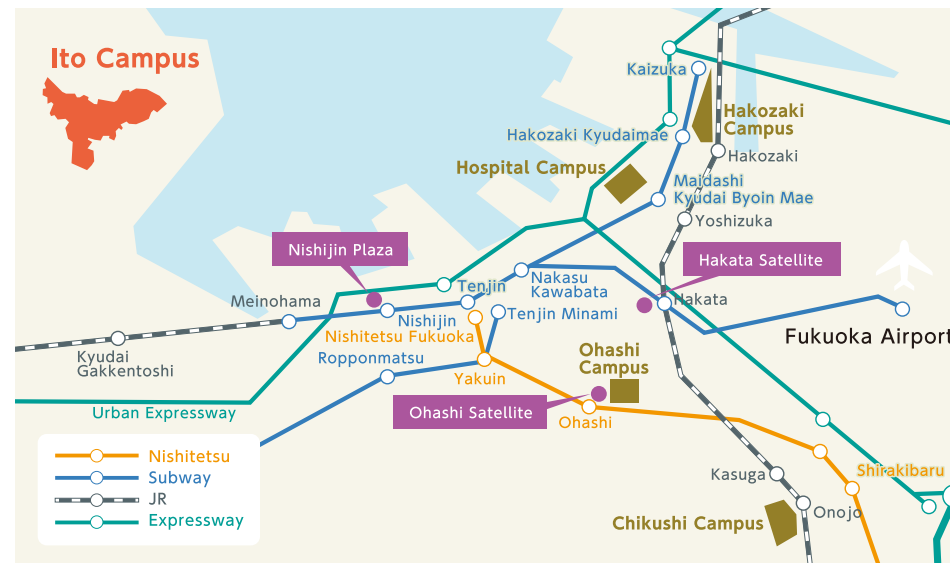 Ito Campus
Kaizuka
Hakozaki
Campus
Hakozaki Kyudaimae
Hakozaki
Hospital Campus
Maidashi
Kyudai Byoin Mae
Yoshizuka
Nishijin Plaza
Hakata Satellite
Nakasu
Kawabata
Tenjin
Meinohama
Hakata
Nishijin
Tenjin Minami
Nishitetsu Fukuoka
Fukuoka Airport
Kyudai
Gakkentoshi
Ropponmatsu
Ohashi
Campus
Yakuin
Urban Expressway
Ohashi Satellite
Ohashi
Nishitetsu
Subway
JR
Expressway
Shirakibaru
Kasuga
Onojo
Chikushi Campus